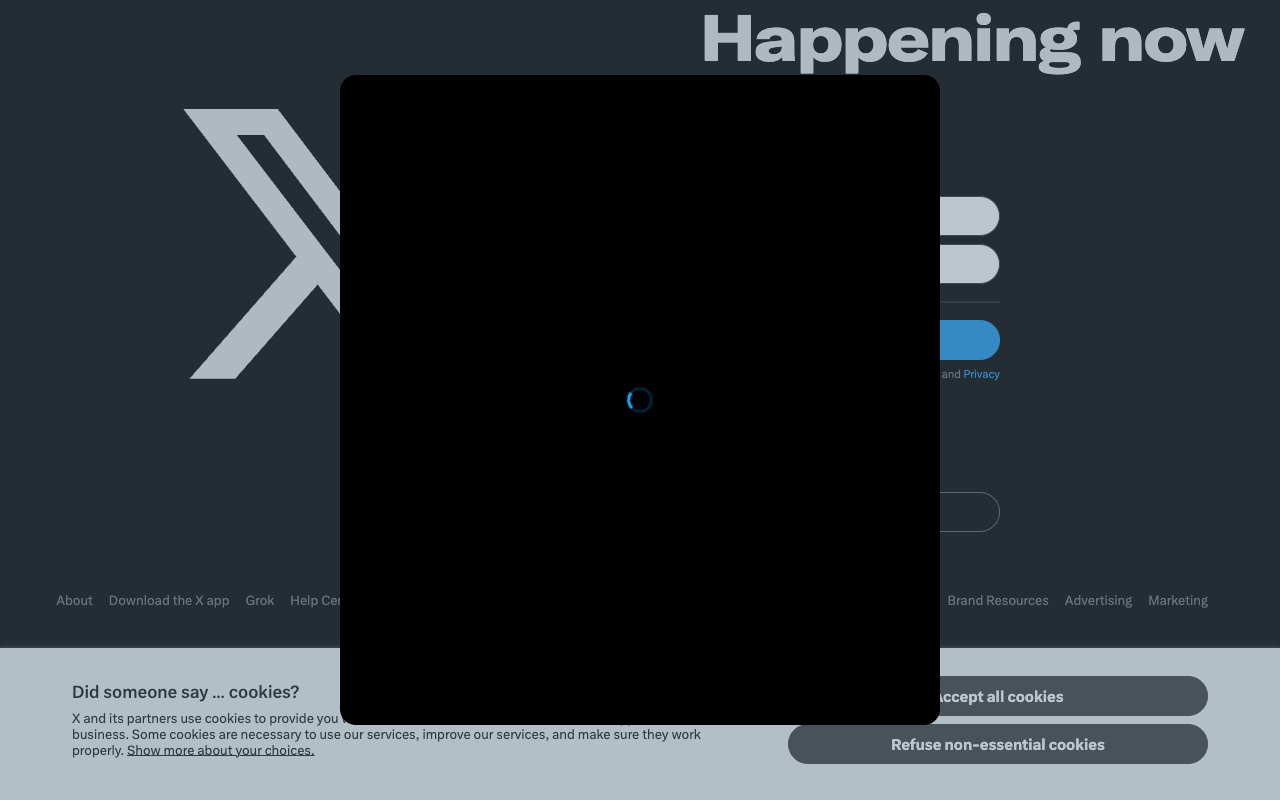 Happening now
and Privacy
About Download the X app Grok Help Cen
Brand Resources Advertising Marketing
Did someone say … cookies?
X and its partners use cookies to provide you
business. Some cookies are necessary to use our services, improve our services, and make sure they work
properly. Show more about your choices.
Accept all cookies
Refuse non-essential cookies